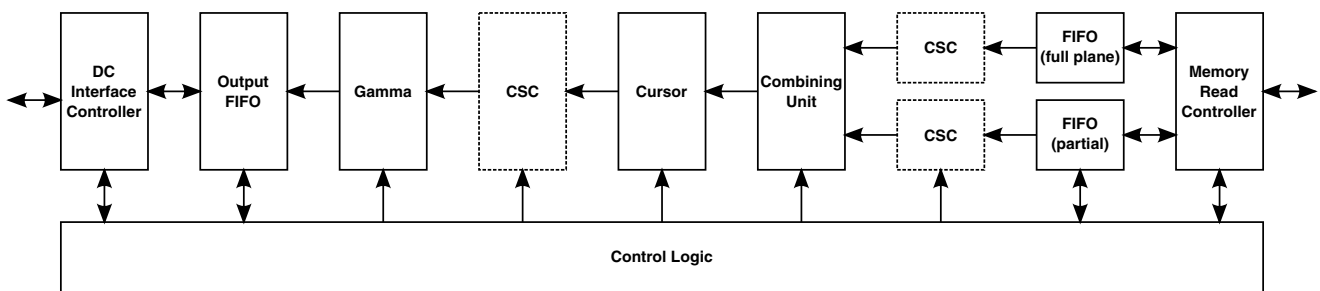 DC
Interface
Controller
Output
FIFO
Gamma
CSC
Cursor
Combining
Unit
CSC
FIFO
(full plane)
CSC
FIFO
(partial)
Memory
Read
Controller
Control Logic